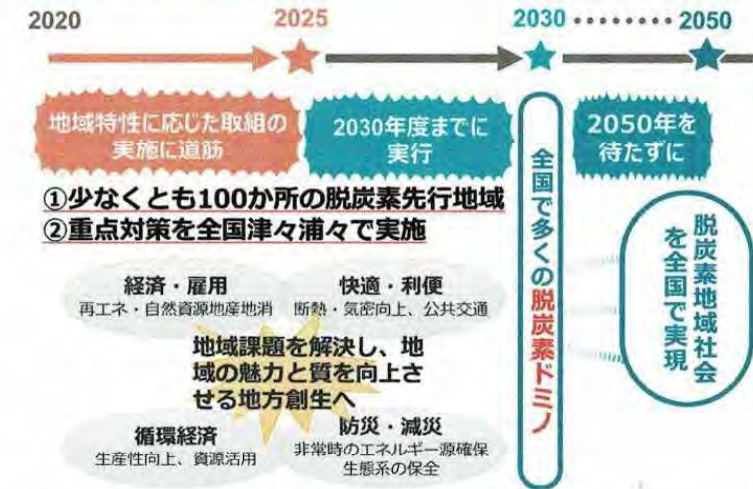 2020
2025
2030
2050
地域特性に応じた取組の
実施に道筋
2030年度までに
実行
2050年を
待たずに
①少なくとも100か所の脱炭素先行地域
②重点対策を全国津々浦々で実施
経済・雇用
再エネ・自然資源地産地消
快適・利便
断熱・気密向上、公共交通
地域課題を解決し、地
域の魅力と質を向上さ
せる地方創生へ
循環経済
生産性向上、資源活用
防災・減災
非常時のエネルギー源確保
生態系の保全
全国で多くの脱炭素ドミノ
脱炭素地域社会
を全国で実現